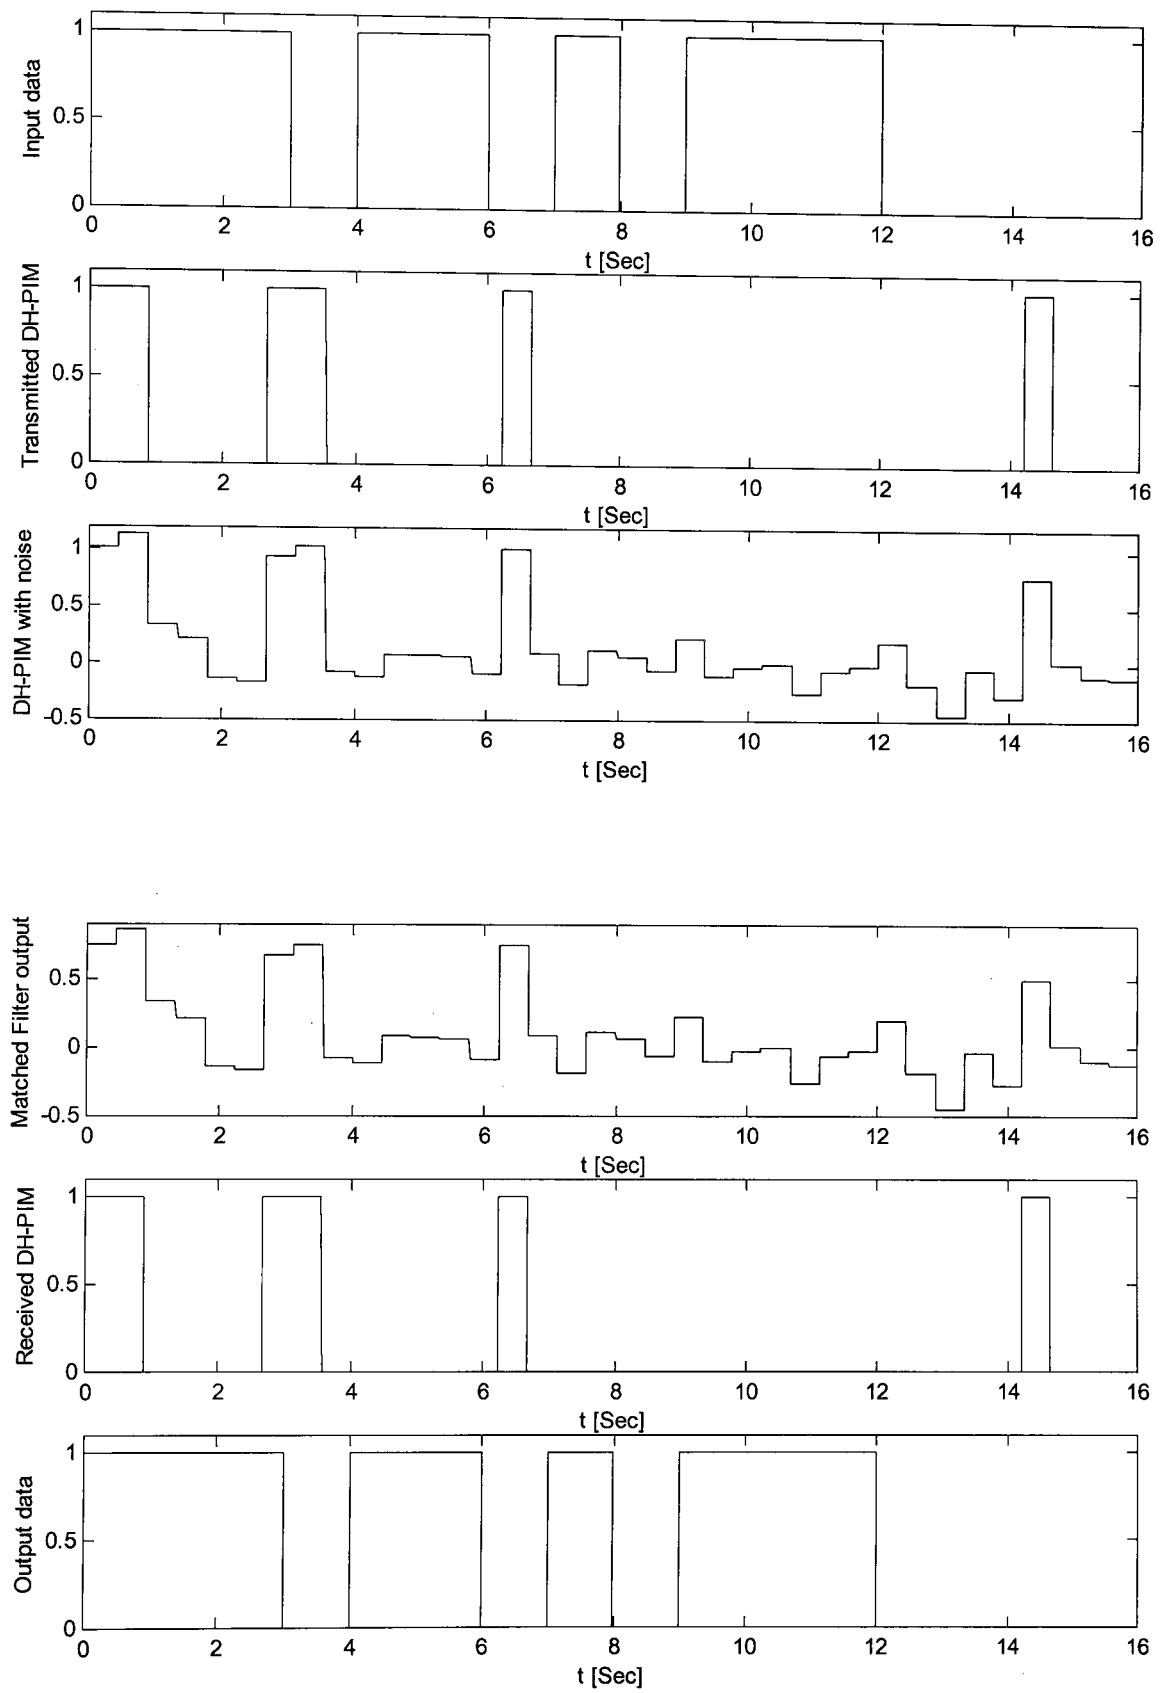 Input data
1
0.5
0
0 2 4 6 8 10 12 14 16
t [Sec]
Transmitted DH-PIM
1
0.5
0
0 2 4 6 8 10 12 14 16
t [Sec]
DH-PIM with noise
1
0.5
0
-0.5
0 2 4 6 8 10 12 14 16
t [Sec]
Matched Filter output
0.5
0
-0.5
0 2 4 6 8 10 12 14 16
t [Sec]
Received DH-PIM
1
0.5
0
0 2 4 6 8 10 12 14 16
t [Sec]
Output data
1
0.5
0
0 2 4 6 8 10 12 14 16
t [Sec]